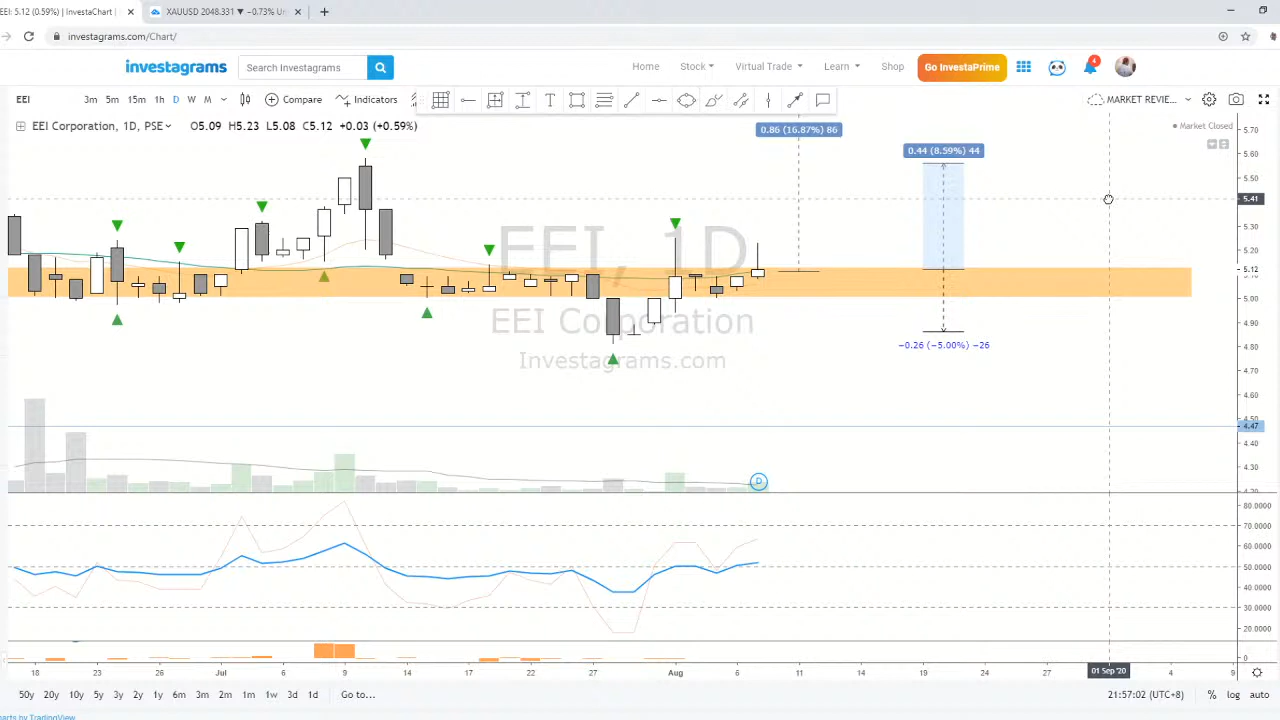 EEI: 5.12 (0.59%) | InvestaChart |
XAUUSD 2048.331 ▼ −0.73% Un
investagrams.com/Chart/
investagrams
Search Investagrams
Home
Stock
Virtual Trade
Learn
Shop
Go InvestaPrime
4
EEI
3m 5m 15m 1h D W M
Compare
Indicators
MARKET REVIE...
EEI Corporation, 1D, PSE
O5.09 H5.23 L5.08 C5.12 +0.03 (+0.59%)
Market Closed
0.86 (16.87%) 86
0.44 (8.59%) 44
−0.26 (−5.00%) −26
EEI, 1D
EEI Corporation
Investagrams.com
D
5.70
5.60
5.50
5.41
5.30
5.20
5.12
5.00
4.90
4.80
4.70
4.60
4.50
4.47
4.40
4.30
4.20
80.0000
60.0000
50.0000
40.0000
30.0000
20.0000
0
18 23 26 Jul 6 9 14 17 22 27 Aug 6 11 14 19 24 27 01 Sep '20 4 9
50y 20y 10y 5y 3y 2y 1y 6m 3m 2m 1m 1w 3d 1d Go to...
21:57:02 (UTC+8) % log auto
arts by TradingView